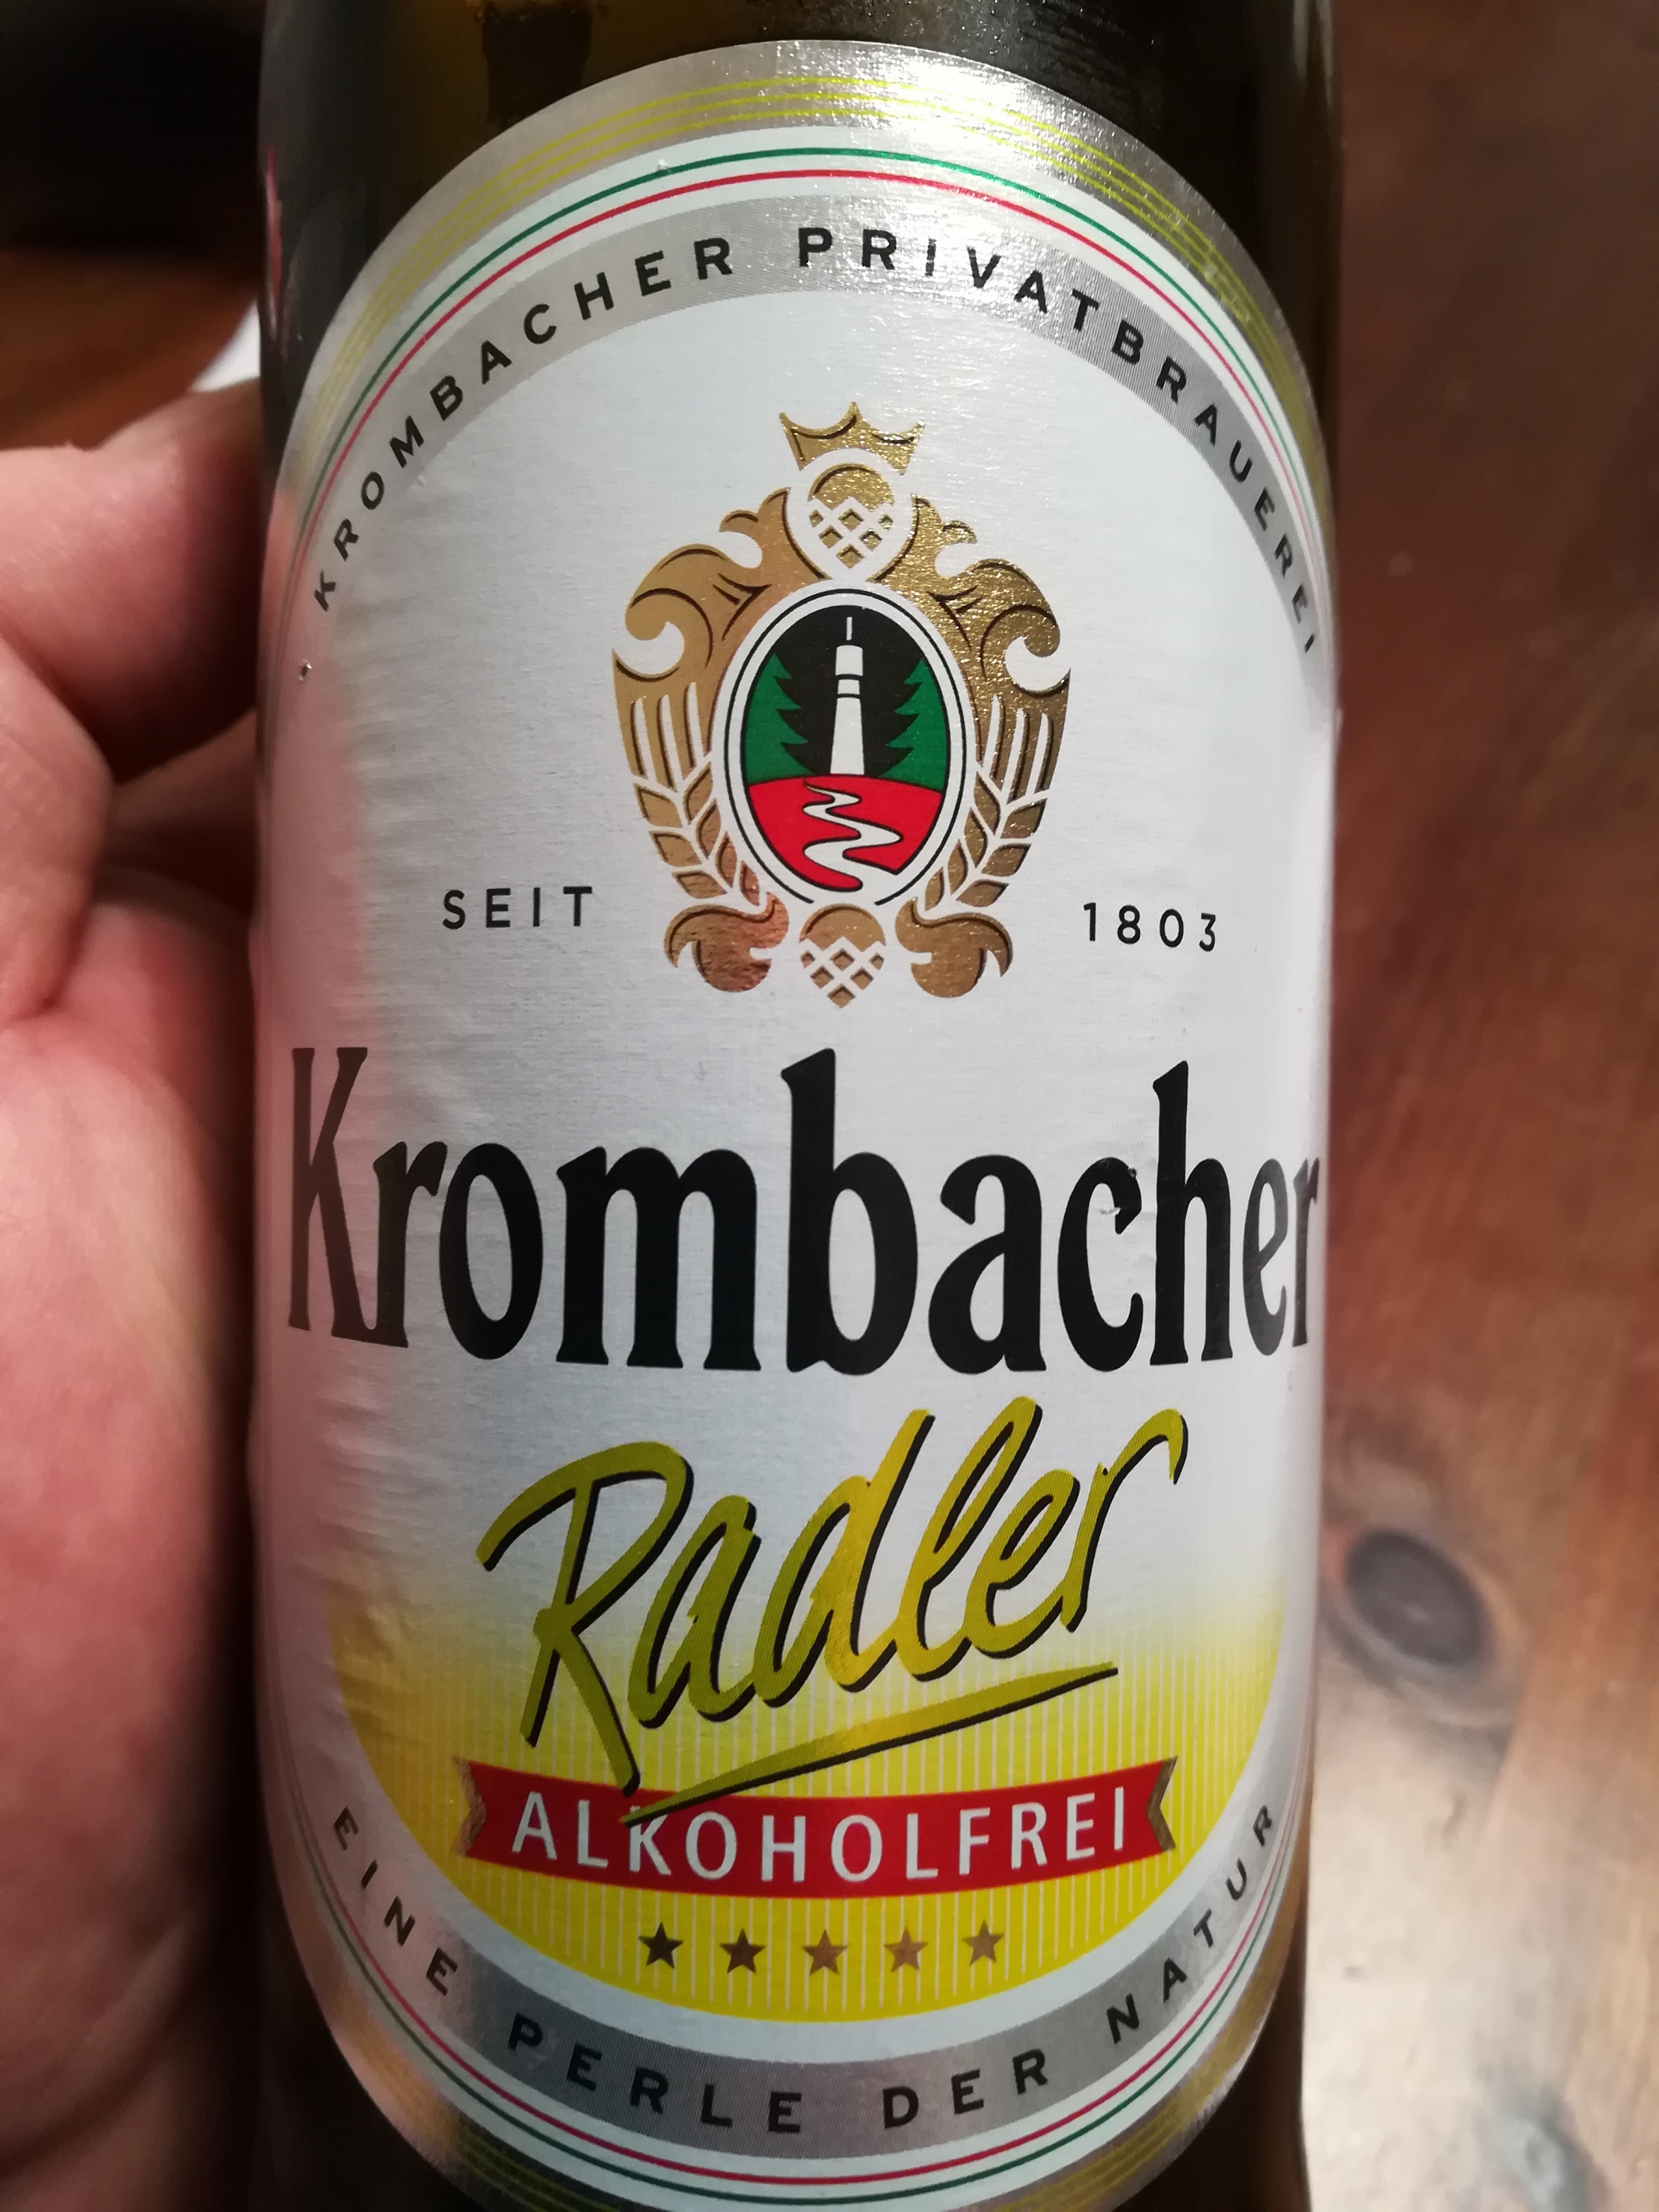 KROMBACHER PRIVATBRAUEREI
SEIT 1803
Krombacher
Radler
ALKOHOLFREI
EINE PERLE DER NATUR